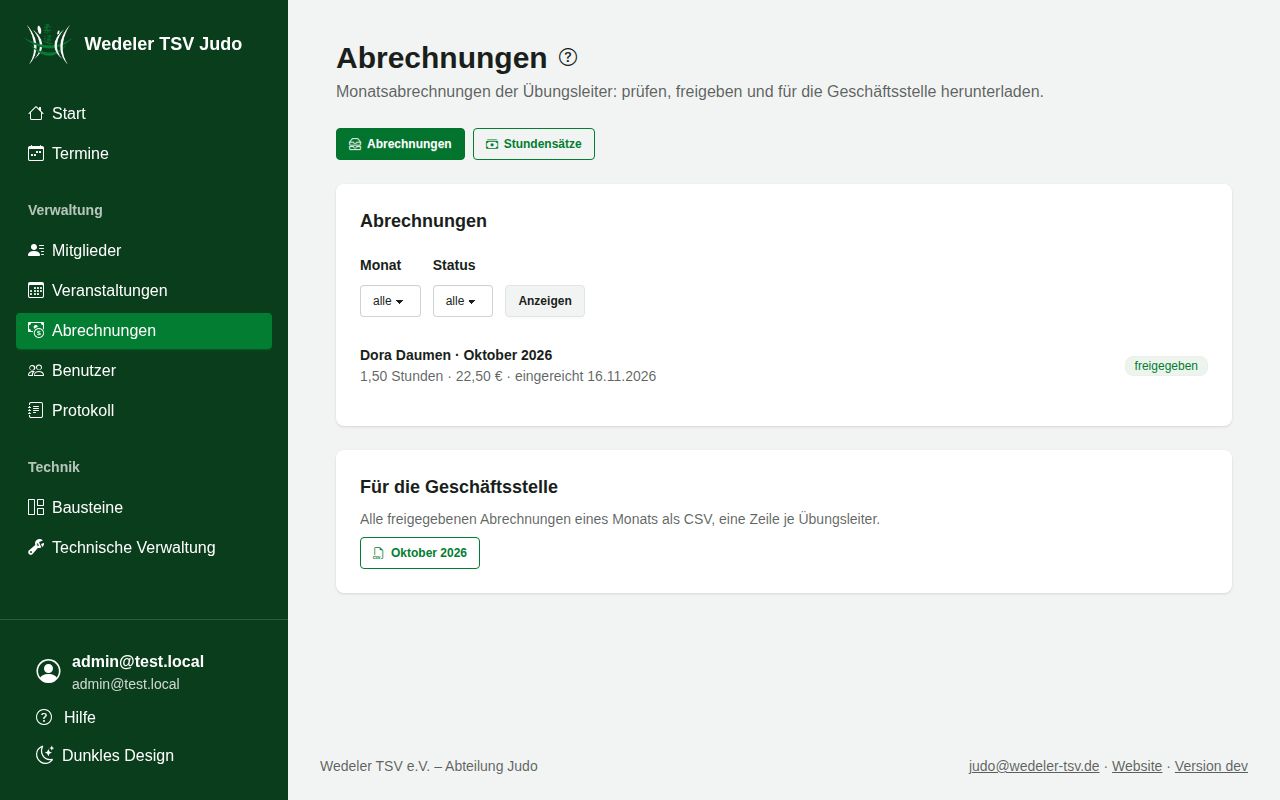 Wedeler TSV Judo
Start
Termine
Verwaltung
Mitglieder
Veranstaltungen
Abrechnungen
Benutzer
Protokoll
Technik
Bausteine
Technische Verwaltung
admin@test.local
admin@test.local
Hilfe
Dunkles Design
Abrechnungen
Monatsabrechnungen der Übungsleiter: prüfen, freigeben und für die Geschäftsstelle herunterladen.
Abrechnungen Stundensätze
Abrechnungen
Monat Status
alle alle Anzeigen
Dora Daumen · Oktober 2026
1,50 Stunden · 22,50 € · eingereicht 16.11.2026
freigegeben
Für die Geschäftsstelle
Alle freigegebenen Abrechnungen eines Monats als CSV, eine Zeile je Übungsleiter.
Oktober 2026
Wedeler TSV e.V. – Abteilung Judo
judo@wedeler-tsv.de · Website · Version dev